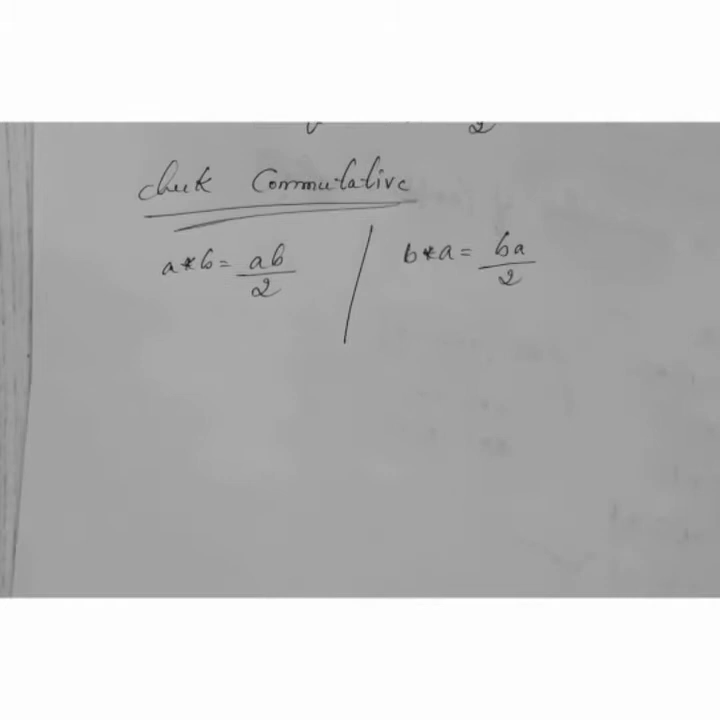 Check Commutative
a*b = ab/2 / b*a = ba/2